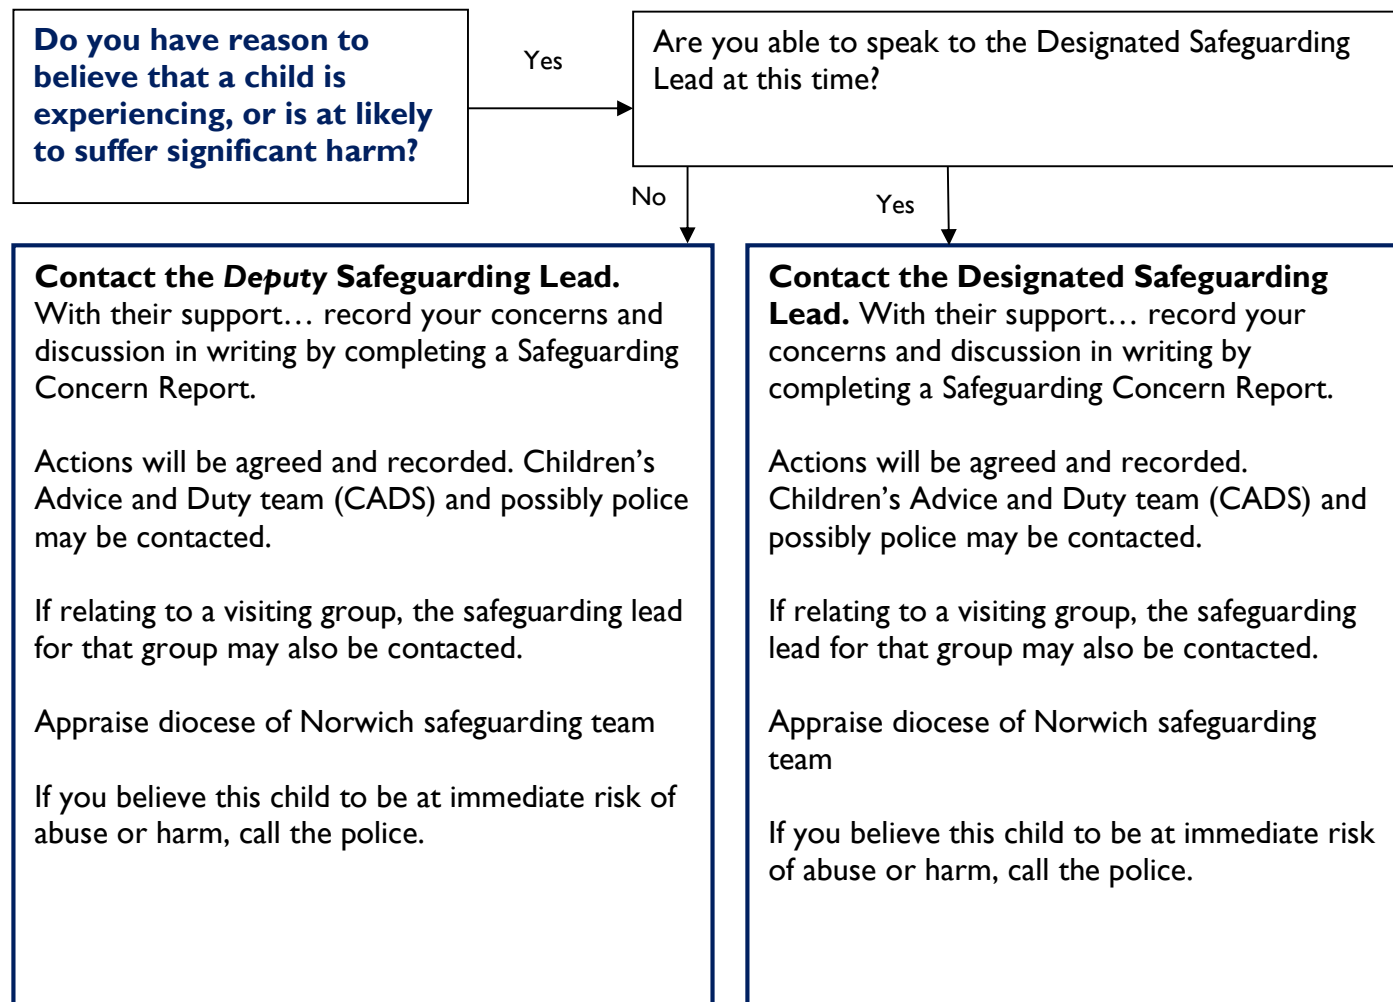 Do you have reason to
believe that a child is
experiencing, or is at likely
to suffer significant harm?
Yes
Are you able to speak to the Designated Safeguarding
Lead at this time?
No
Yes
Contact the Deputy Safeguarding Lead.
With their support… record your concerns and
discussion in writing by completing a Safeguarding
Concern Report.
Actions will be agreed and recorded. Children’s
Advice and Duty team (CADS) and possibly police
may be contacted.
If relating to a visiting group, the safeguarding lead
for that group may also be contacted.
Appraise diocese of Norwich safeguarding team
If you believe this child to be at immediate risk of
abuse or harm, call the police.
Contact the Designated Safeguarding
Lead. With their support… record your
concerns and discussion in writing by
completing a Safeguarding Concern Report.
Actions will be agreed and recorded.
Children’s Advice and Duty team (CADS) and
possibly police may be contacted.
If relating to a visiting group, the safeguarding
lead for that group may also be contacted.
Appraise diocese of Norwich safeguarding
team
If you believe this child to be at immediate risk
of abuse or harm, call the police.